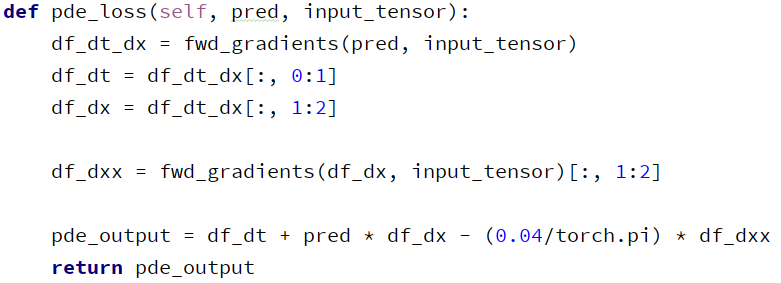 def pde_loss(self, pred, input_tensor):
    df_dt_dx = fwd_gradients(pred, input_tensor)
    df_dt = df_dt_dx[:, 0:1]
    df_dx = df_dt_dx[:, 1:2]

    df_dxx = fwd_gradients(df_dx, input_tensor)[:, 1:2]

    pde_output = df_dt + pred * df_dx - (0.04/torch.pi) * df_dxx
    return pde_output